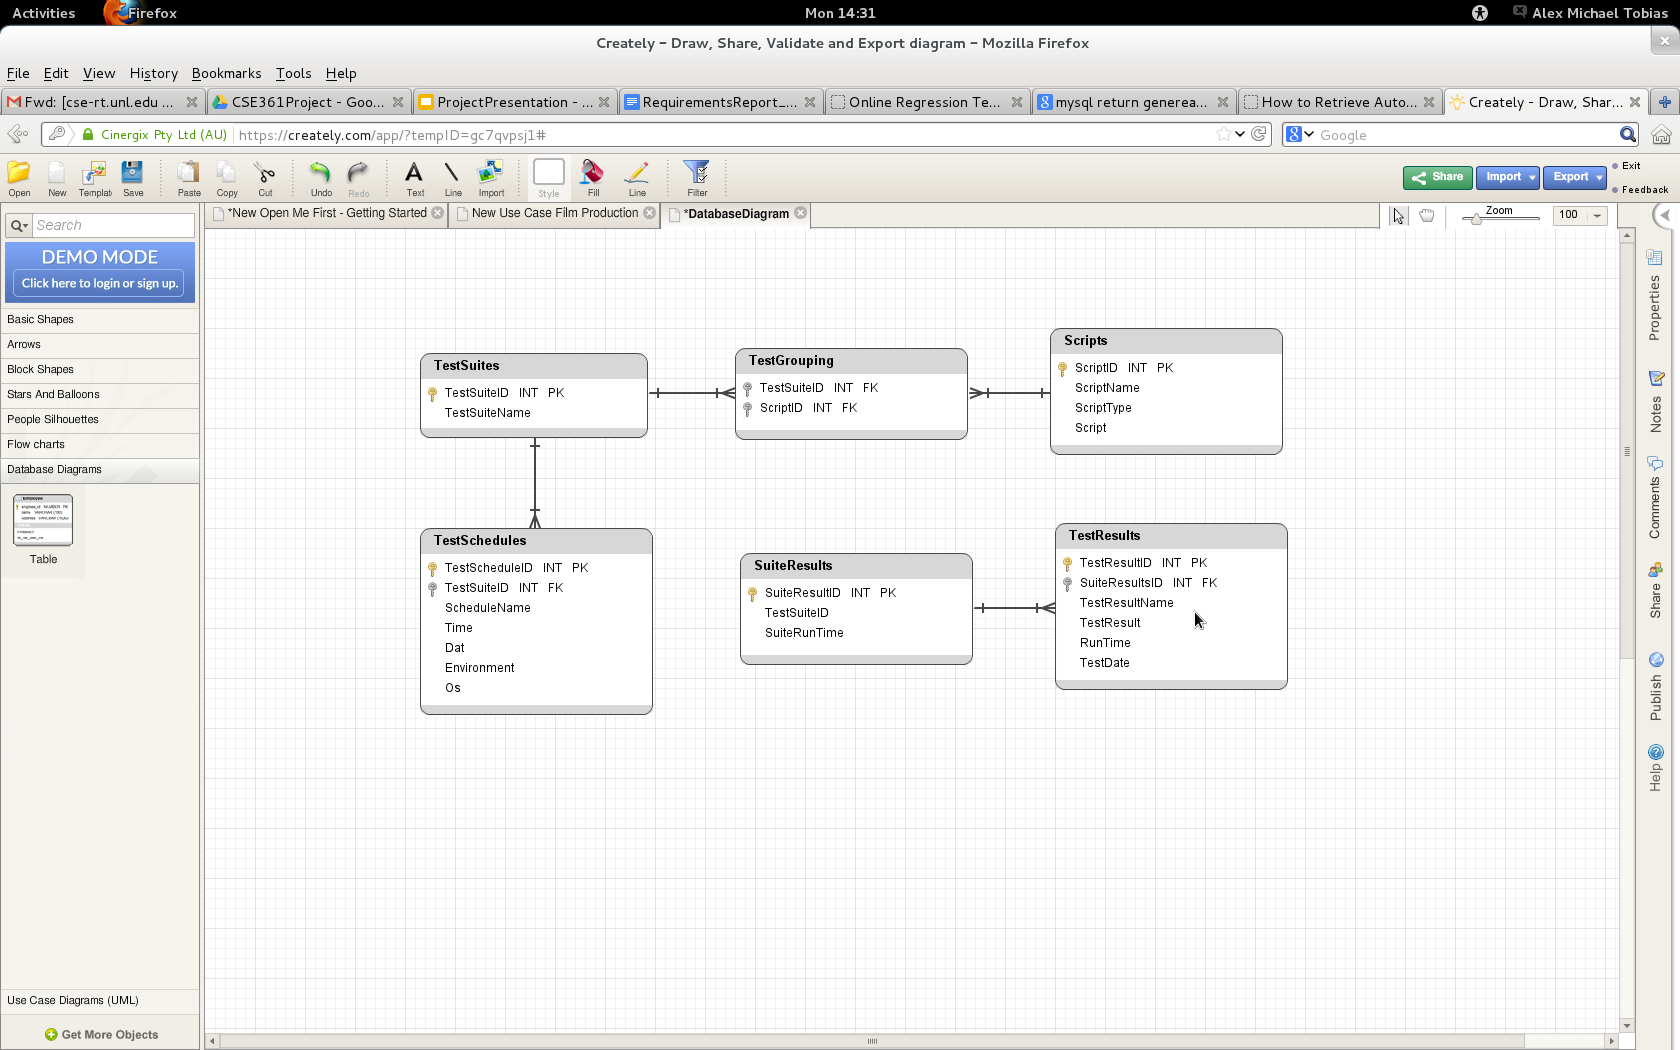 Activities Firefox Mon 14:31 Alex Michael Tobias
Creately – Draw, Share, Validate and Export diagram – Mozilla Firefox
File Edit View History Bookmarks Tools Help
Fwd: [cse-rt.unl.edu ... CSE361Project - Goo... ProjectPresentation - ... RequirementsReport_... Online Regression Te... mysql return generea... How to Retrieve Auto... Creately - Draw, Shar...
Cinergix Pty Ltd (AU) https://creately.com/app/?tempID=gc7qvpsj1# Google
Open New Templat Save Paste Copy Cut Undo Redo Text Line Import Style Fill Line Filter Share Import Export Exit
Feedback
*New Open Me First - Getting Started New Use Case Film Production *DatabaseDiagram Zoom 100
Search
DEMO MODE
Click here to login or sign up.
Basic Shapes
Arrows
Block Shapes
Stars And Balloons
People Silhouettes
Flow charts
Database Diagrams
Table
Use Case Diagrams (UML)
Get More Objects
TestSuites
TestSuiteID INT PK
TestSuiteName
TestGrouping
TestSuiteID INT FK
ScriptID INT FK
Scripts
ScriptID INT PK
ScriptName
ScriptType
Script
TestSchedules
TestScheduleID INT PK
TestSuiteID INT FK
ScheduleName
Time
Dat
Environment
Os
SuiteResults
SuiteResultID INT PK
TestSuiteID
SuiteRunTime
TestResults
TestResultID INT PK
SuiteResultsID INT FK
TestResultName
TestResult
RunTime
TestDate
Properties
Notes
Comments
Share
Publish
Help